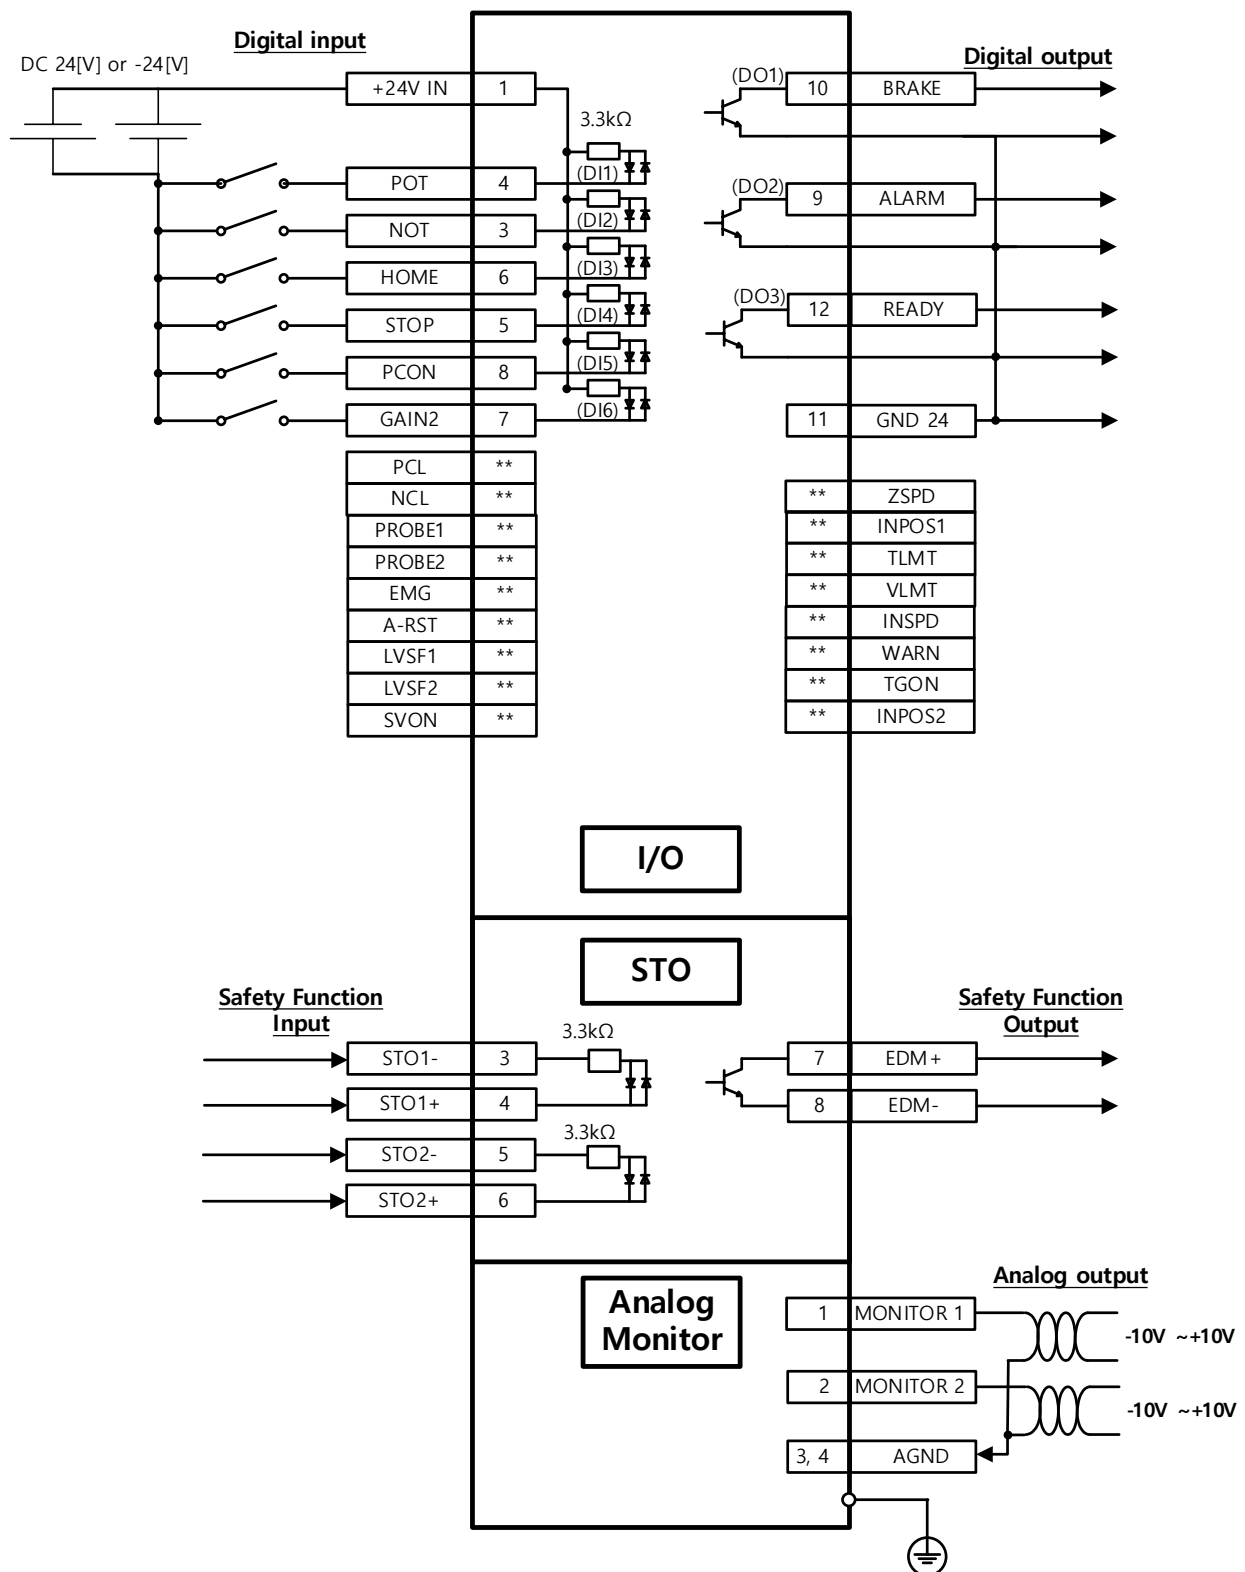 Digital input
DC 24[V] or -24[V]
+24V IN 1
3.3kΩ
POT 4 (DI1)
NOT 3 (DI2)
HOME 6 (DI3)
STOP 5 (DI4)
PCON 8 (DI5)
GAIN2 7 (DI6)
PCL **
NCL **
PROBE1 **
PROBE2 **
EMG **
A-RST **
LVSF1 **
LVSF2 **
SVON **
Digital output
(DO1) 10 BRAKE
(DO2) 9 ALARM
(DO3) 12 READY
11 GND 24
** ZSPD
** INPOS1
** TLMT
** VLMT
** INSPD
** WARN
** TGON
** INPOS2
I/O
STO
Safety Function
Input
3.3kΩ
STO1- 3
STO1+ 4
3.3kΩ
STO2- 5
STO2+ 6
Safety Function
Output
7 EDM+
8 EDM-
Analog
Monitor
Analog output
1 MONITOR 1
-10V ~+10V
2 MONITOR 2
-10V ~+10V
3, 4 AGND